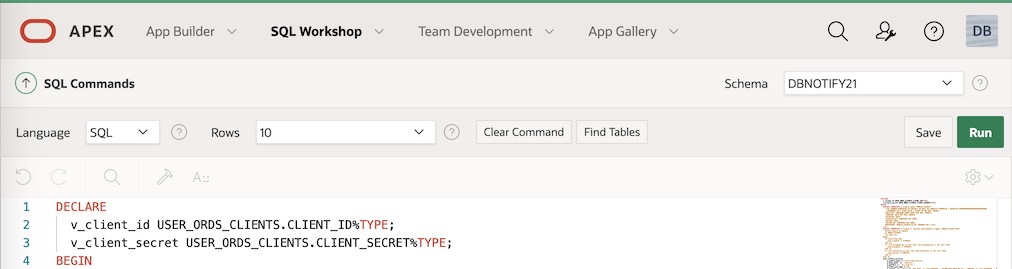 APEX App Builder SQL Workshop Team Development App Gallery DB
SQL Commands Schema DBNOTIFY21
Language SQL Rows 10 Clear Command Find Tables Save Run
A::
1 DECLARE
2 v_client_id USER_ORDS_CLIENTS.CLIENT_ID%TYPE;
3 v_client_secret USER_ORDS_CLIENTS.CLIENT_SECRET%TYPE;
4 BEGIN